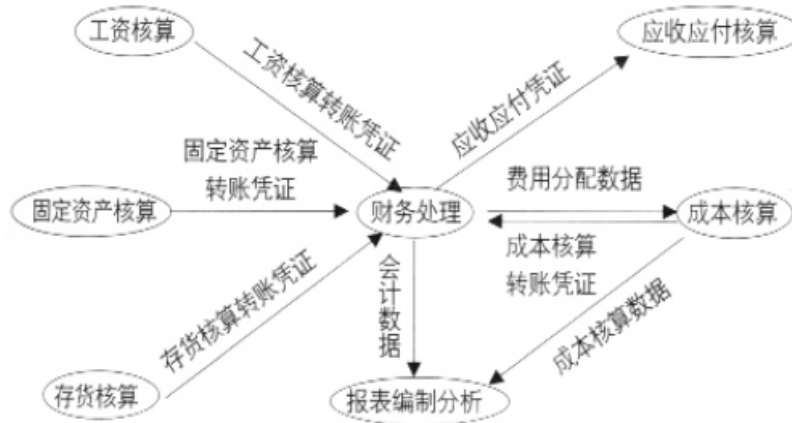 工资核算
应收应付核算
工资核算转账凭证
应收应付凭证
固定资产核算
转账凭证
费用分配数据
固定资产核算
财务处理
成本核算
成本核算
转账凭证
会计数据
存货核算转账凭证
成本核算数据
存货核算
报表编制分析